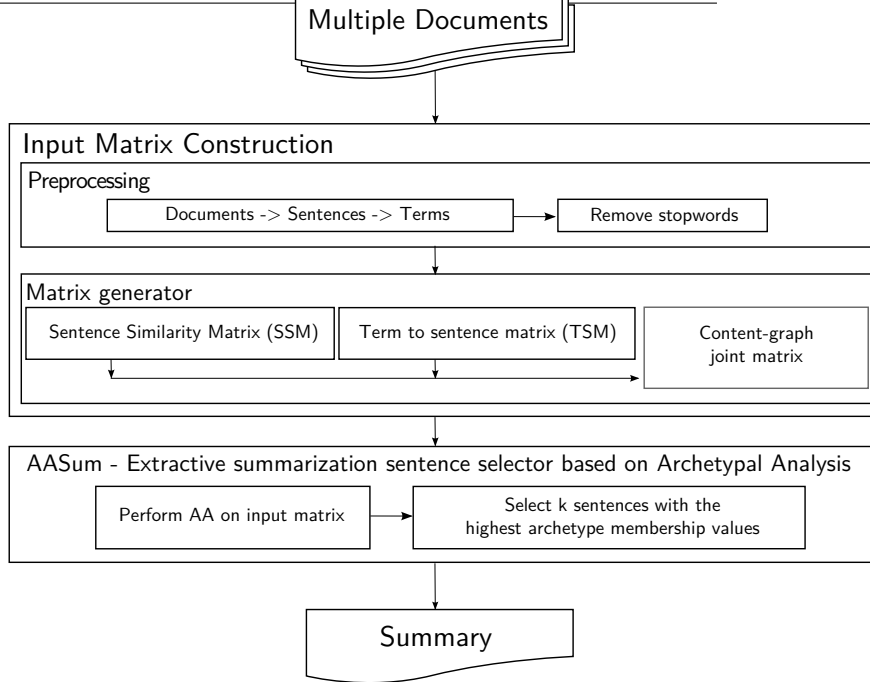 Multiple Documents
Input Matrix Construction
Preprocessing
Documents -> Sentences -> Terms
Remove stopwords
Matrix generator
Sentence Similarity Matrix (SSM)
Term to sentence matrix (TSM)
Content-graph
joint matrix
AASum - Extractive summarization sentence selector based on Archetypal Analysis
Perform AA on input matrix
Select k sentences with the
highest archetype membership values
Summary